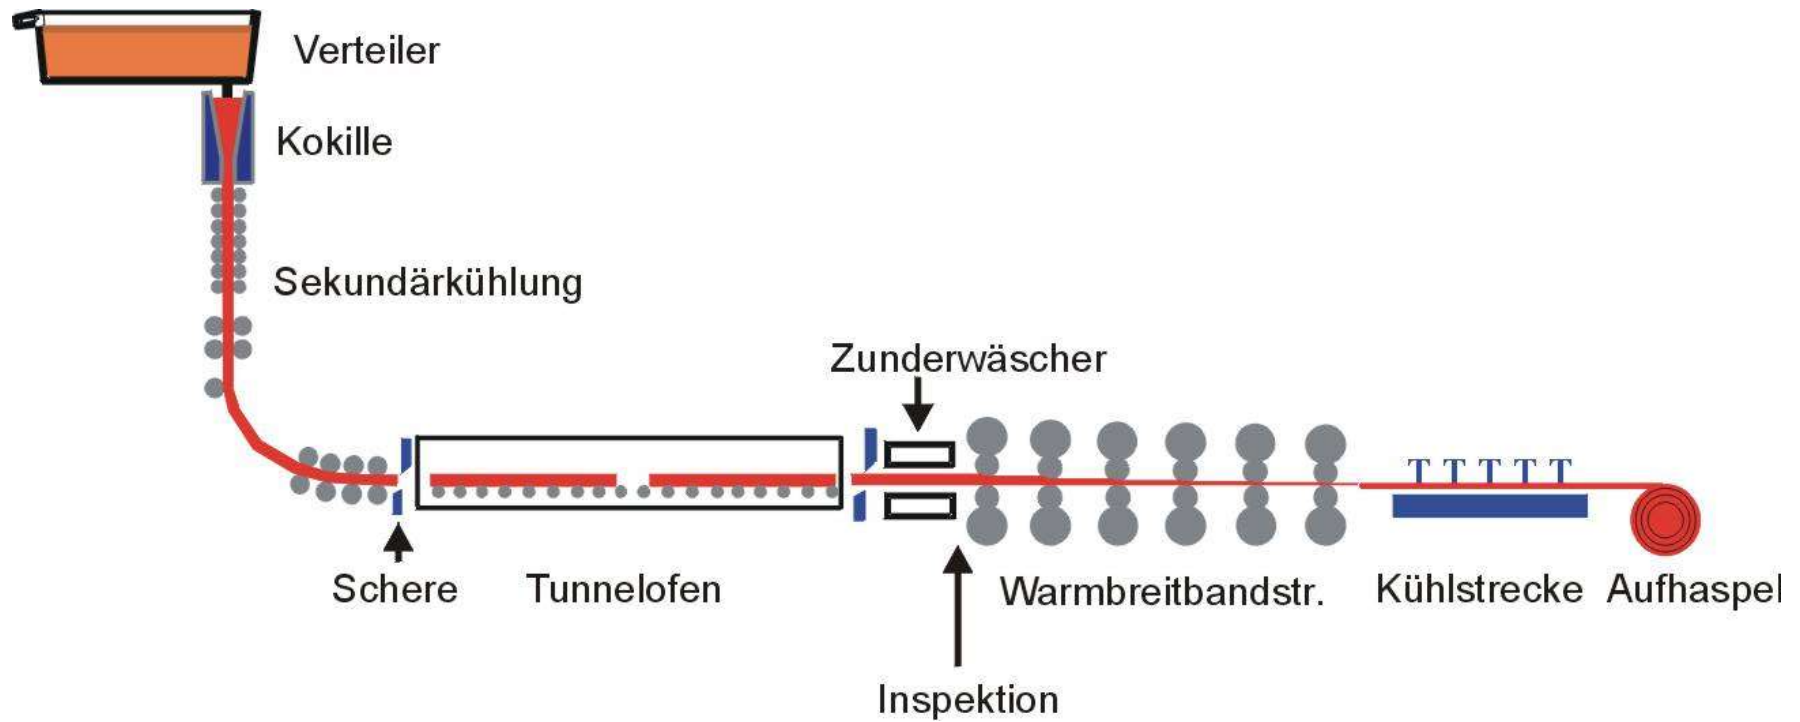 Verteiler
Kokille
Sekundärkühlung
Zunderwäscher
T T T T T
Schere
Tunnelofen
Warmbreitbandstr.
Kühlstrecke
Aufhaspel
Inspektion